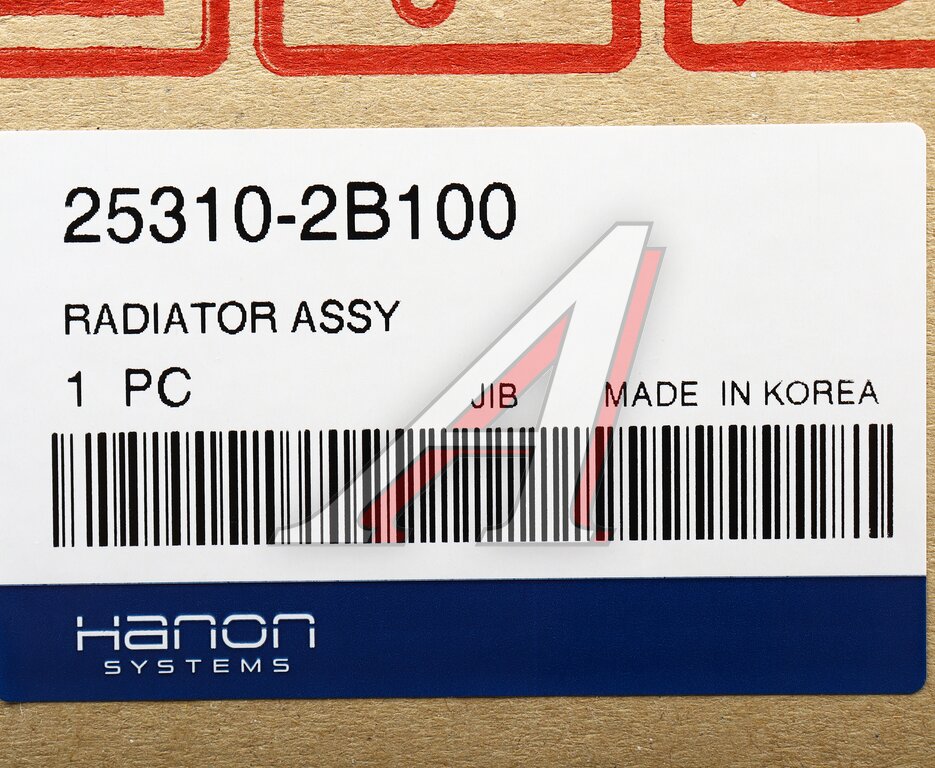 25310-2B100
RADIATOR ASSY
1 PC JIB MADE IN KOREA
Hanon
SYSTEMS